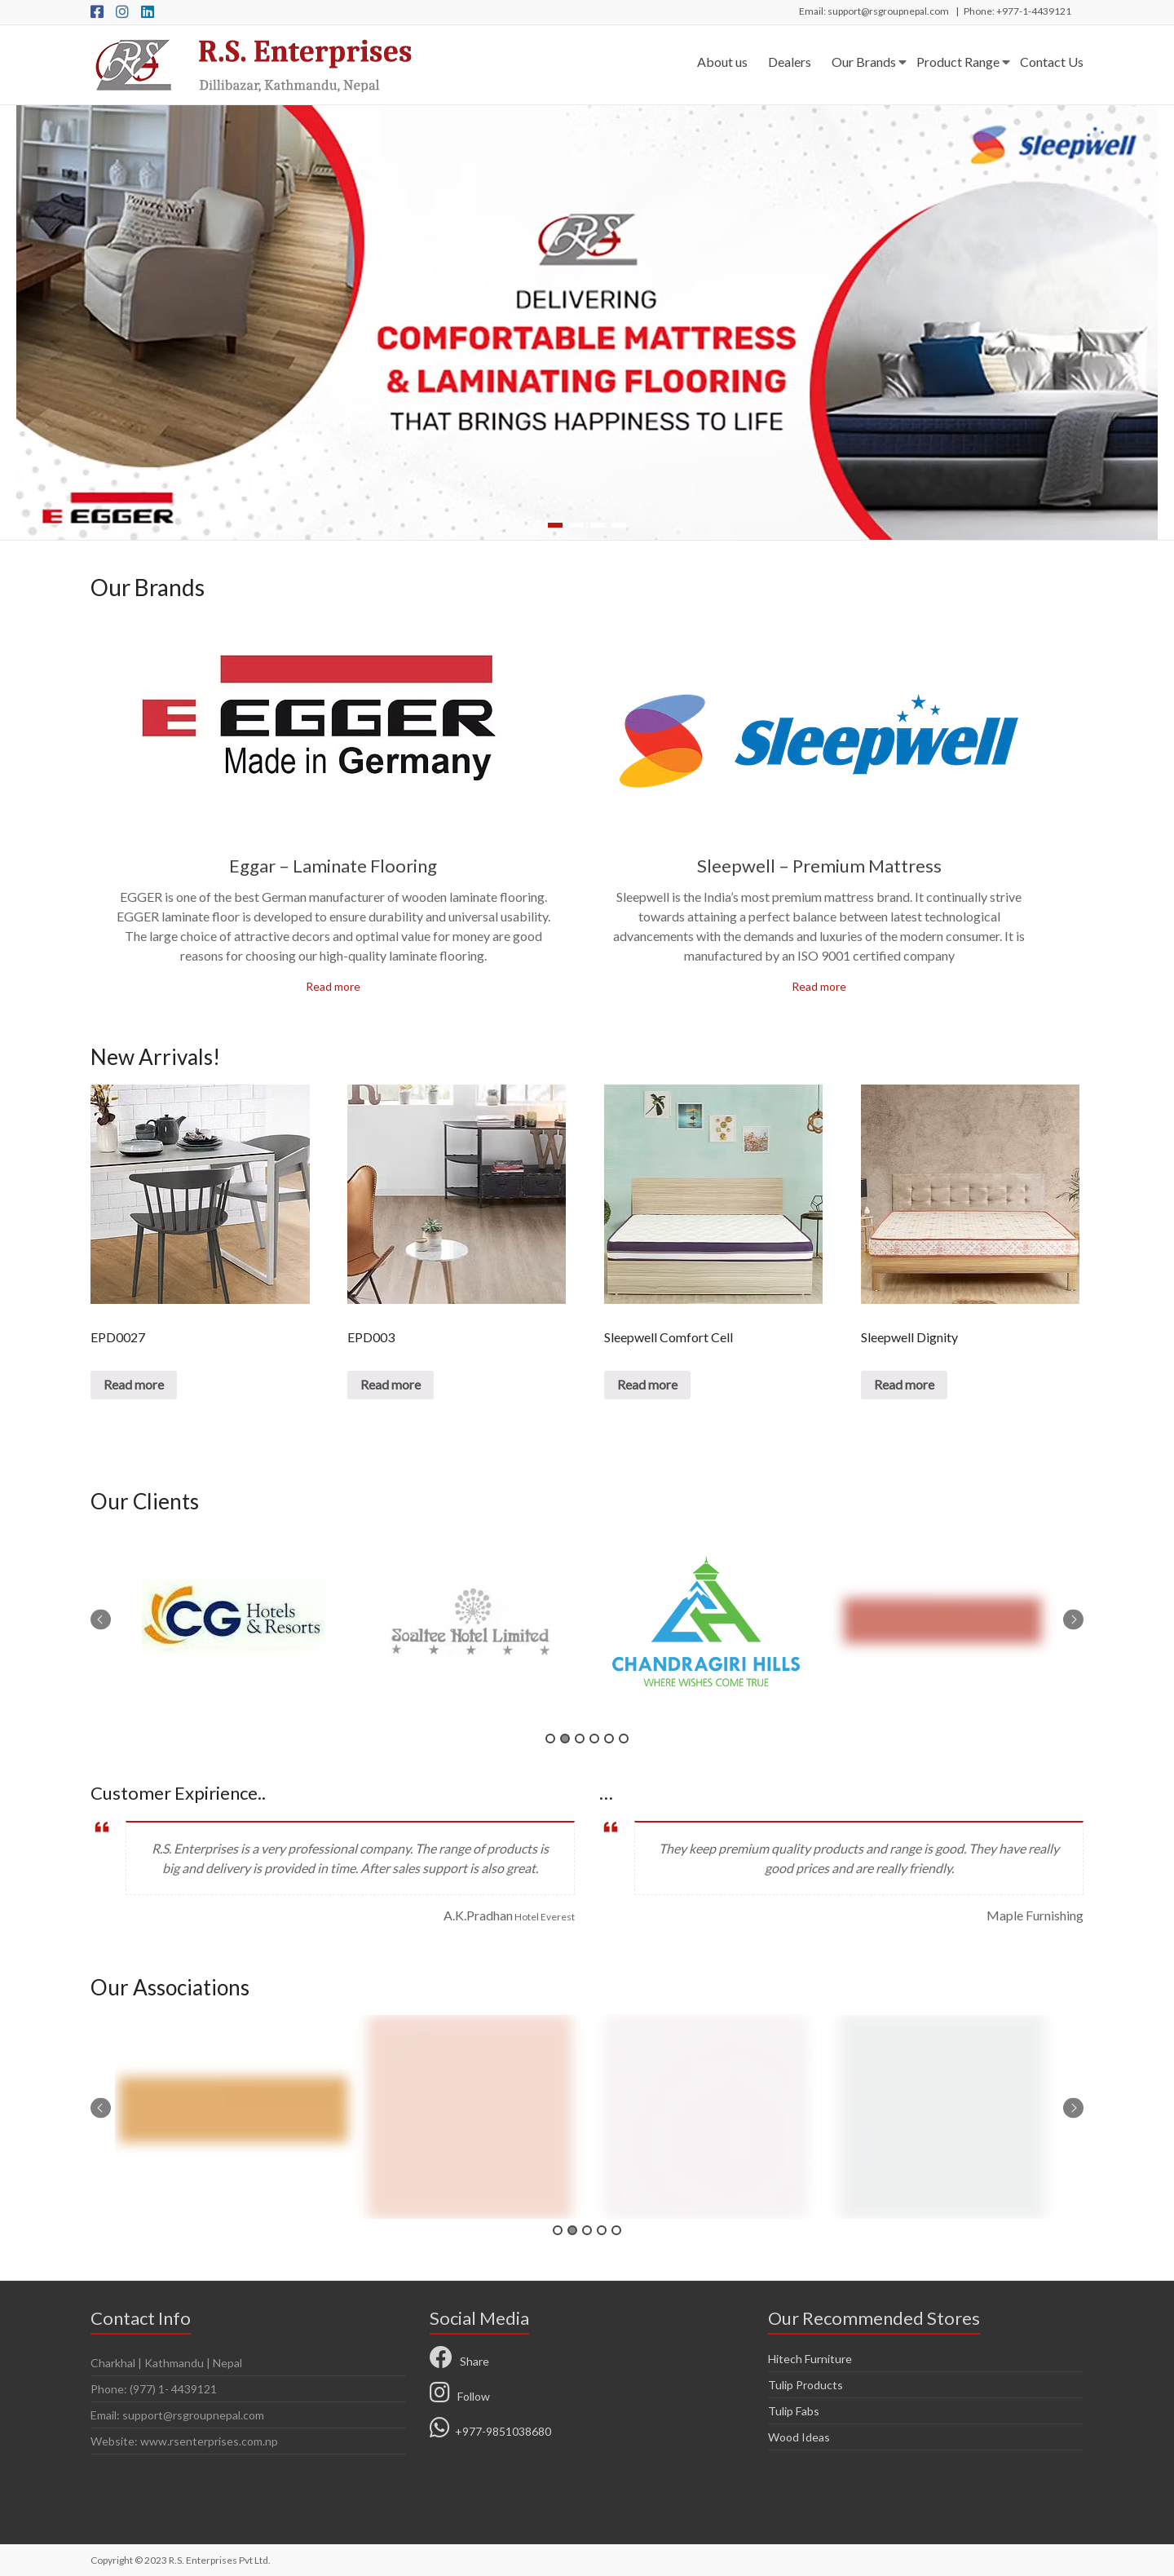 Email: support@rsgroupnepal.com | Phone: +977-1-4439121
RS
R.S. Enterprises
Dillibazar, Kathmandu, Nepal
About us Dealers Our Brands Product Range Contact Us
Poivre Noir
Sleepwell
RS
DELIVERING
COMFORTABLE MATTRESS
& LAMINATING FLOORING
THAT BRINGS HAPPINESS TO LIFE
E EGGER
Our Brands
E EGGER
Made in Germany
Sleepwell
Eggar – Laminate Flooring
EGGER is one of the best German manufacturer of wooden laminate flooring.
EGGER laminate floor is developed to ensure durability and universal usability.
The large choice of attractive decors and optimal value for money are good
reasons for choosing our high-quality laminate flooring.
Read more
Sleepwell – Premium Mattress
Sleepwell is the India’s most premium mattress brand. It continually strive
towards attaining a perfect balance between latest technological
advancements with the demands and luxuries of the modern consumer. It is
manufactured by an ISO 9001 certified company
Read more
New Arrivals!
EPD0027
Read more
EPD003
Read more
Sleepwell Comfort Cell
Read more
Sleepwell Dignity
Read more
Our Clients
CG Hotels
& Resorts
Soaltee Hotel Limited
CHANDRAGIRI HILLS
WHERE WISHES COME TRUE
Customer Expirience..
R.S. Enterprises is a very professional company. The range of products is
big and delivery is provided in time. After sales support is also great.
A.K.Pradhan Hotel Everest
...
They keep premium quality products and range is good. They have really
good prices and are really friendly.
Maple Furnishing
Our Associations
Contact Info
Charkhal | Kathmandu | Nepal
Phone: (977) 1- 4439121
Email: support@rsgroupnepal.com
Website: www.rsenterprises.com.np
Social Media
Share
Follow
+977-9851038680
Our Recommended Stores
Hitech Furniture
Tulip Products
Tulip Fabs
Wood Ideas
Copyright © 2023 R.S. Enterprises Pvt Ltd.